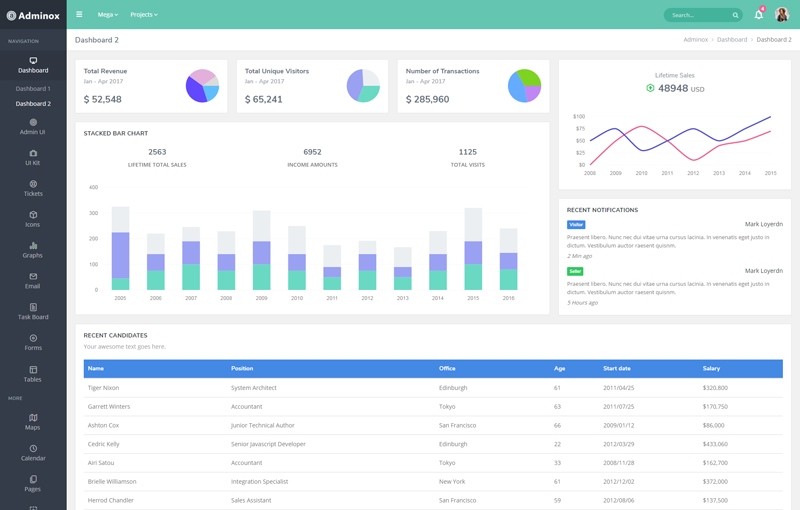 Adminox
Mega
Projects
Search...
4
NAVIGATION
Dashboard
Dashboard 1
Dashboard 2
Admin UI
UI Kit
Tickets
Icons
Graphs
Email
Task Board
Forms
Tables
MORE
Maps
Calendar
Pages
Dashboard 2
Adminox > Dashboard > Dashboard 2
Total Revenue
Jan - Apr 2017
$ 52,548
Total Unique Visitors
Jan - Apr 2017
$ 65,241
Number of Transactions
Jan - Apr 2017
$ 285,960
Lifetime Sales
48948 USD
$100
$75
$50
$25
$0
2008 2009 2010 2011 2012 2013 2014 2015
STACKED BAR CHART
2563 6952 1125
LIFETIME TOTAL SALES INCOME AMOUNTS TOTAL VISITS
400
300
200
100
0
2005 2006 2007 2008 2009 2010 2011 2012 2013 2014 2015 2016
RECENT NOTIFICATIONS
Visitor Mark Loyerdn
Praesent libero. Nunc nec dui vitae urna cursus lacinia. In venenatis eget justo in
dictum. Vestibulum auctor raesent quisnm.
2 Min ago
Seller Mark Loyerdn
Praesent libero. Nunc nec dui vitae urna cursus lacinia. In venenatis eget justo in
dictum. Vestibulum auctor raesent quisnm.
5 Hours ago
RECENT CANDIDATES
Your awesome text goes here.
Name Position Office Age Start date Salary
Tiger Nixon System Architect Edinburgh 61 2011/04/25 $320,800
Garrett Winters Accountant Tokyo 63 2011/07/25 $170,750
Ashton Cox Junior Technical Author San Francisco 66 2009/01/12 $86,000
Cedric Kelly Senior Javascript Developer Edinburgh 22 2012/03/29 $433,060
Airi Satou Accountant Tokyo 33 2008/11/28 $162,700
Brielle Williamson Integration Specialist New York 61 2012/12/02 $372,000
Herrod Chandler Sales Assistant San Francisco 59 2012/08/06 $137,500